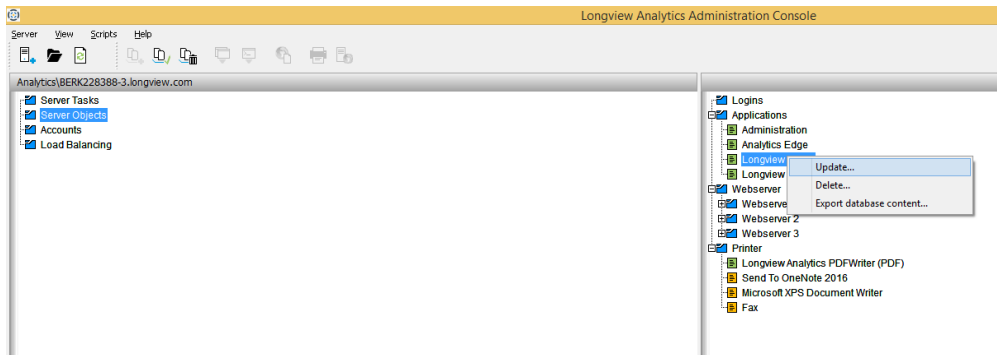 Longview Analytics Administration Console
Server View Scripts Help
Analytics\BERK228388-3.longview.com
Server Tasks
Server Objects
Accounts
Load Balancing
Logins
Applications
Administration
Analytics Edge
Longview
Longview
Update...
Delete...
Export database content...
Webserver
Webserve
Webserver 2
Webserver 3
Printer
Longview Analytics PDFWriter (PDF)
Send To OneNote 2016
Microsoft XPS Document Writer
Fax